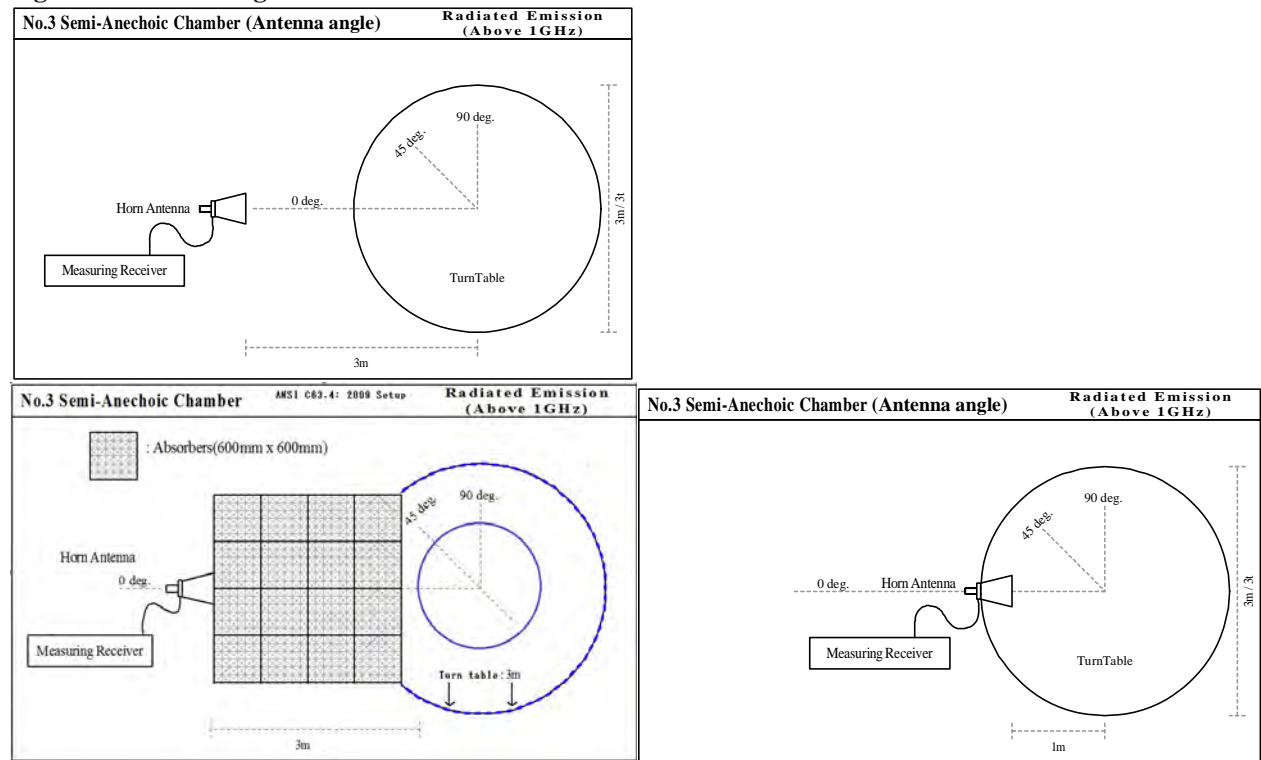 No.3 Semi-Anechoic Chamber (Antenna angle)
Radiated Emission
(Above 1GHz)
90 deg.
45 deg.
0 deg.
Horn Antenna
3m / 3t
Measuring Receiver
TurnTable
3m
No.3 Semi-Anechoic Chamber
ANSI C63.4: 2009 Setup
Radiated Emission
(Above 1GHz)
: Absorbers(600mm x 600mm)
90 deg.
45 deg.
Horn Antenna
0 deg.
Measuring Receiver
Turn table:3m
3m
No.3 Semi-Anechoic Chamber (Antenna angle)
Radiated Emission
(Above 1GHz)
90 deg.
45 deg.
0 deg.
Horn Antenna
3m / 3t
Measuring Receiver
TurnTable
1m